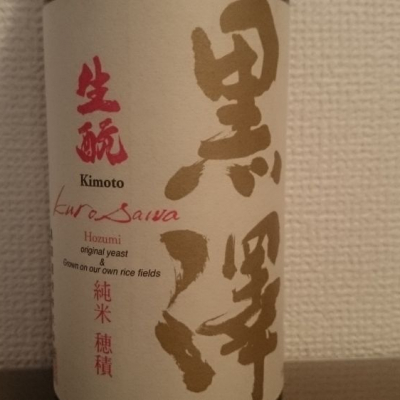 黒澤
生酛
Kimoto
Kurosawa
Hozumi
original yeast
&
Grown on our own rice fields
純米 穂積